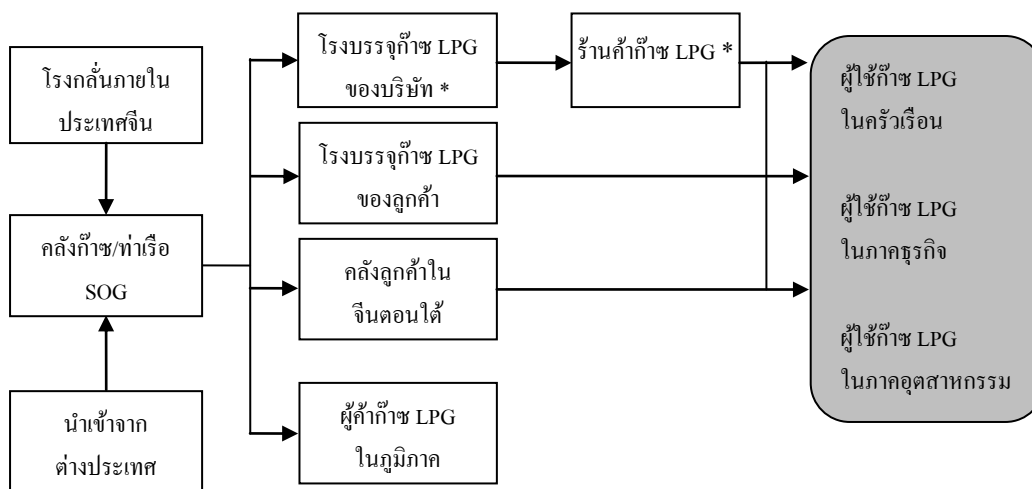 โรงกลั่นภายใน
ประเทศจีน
คลังก๊าซ/ท่าเรือ
SOG
นำเข้าจาก
ต่างประเทศ
โรงบรรจุก๊าซ LPG
ของบริษัท *
โรงบรรจุก๊าซ LPG
ของลูกค้า
คลังลูกค้าใน
จีนตอนใต้
ผู้ค้าก๊าซ LPG
ในภูมิภาค
ร้านค้าก๊าซ LPG *
ผู้ใช้ก๊าซ LPG
ในครัวเรือน
ผู้ใช้ก๊าซ LPG
ในภาคธุรกิจ
ผู้ใช้ก๊าซ LPG
ในภาคอุตสาหกรรม